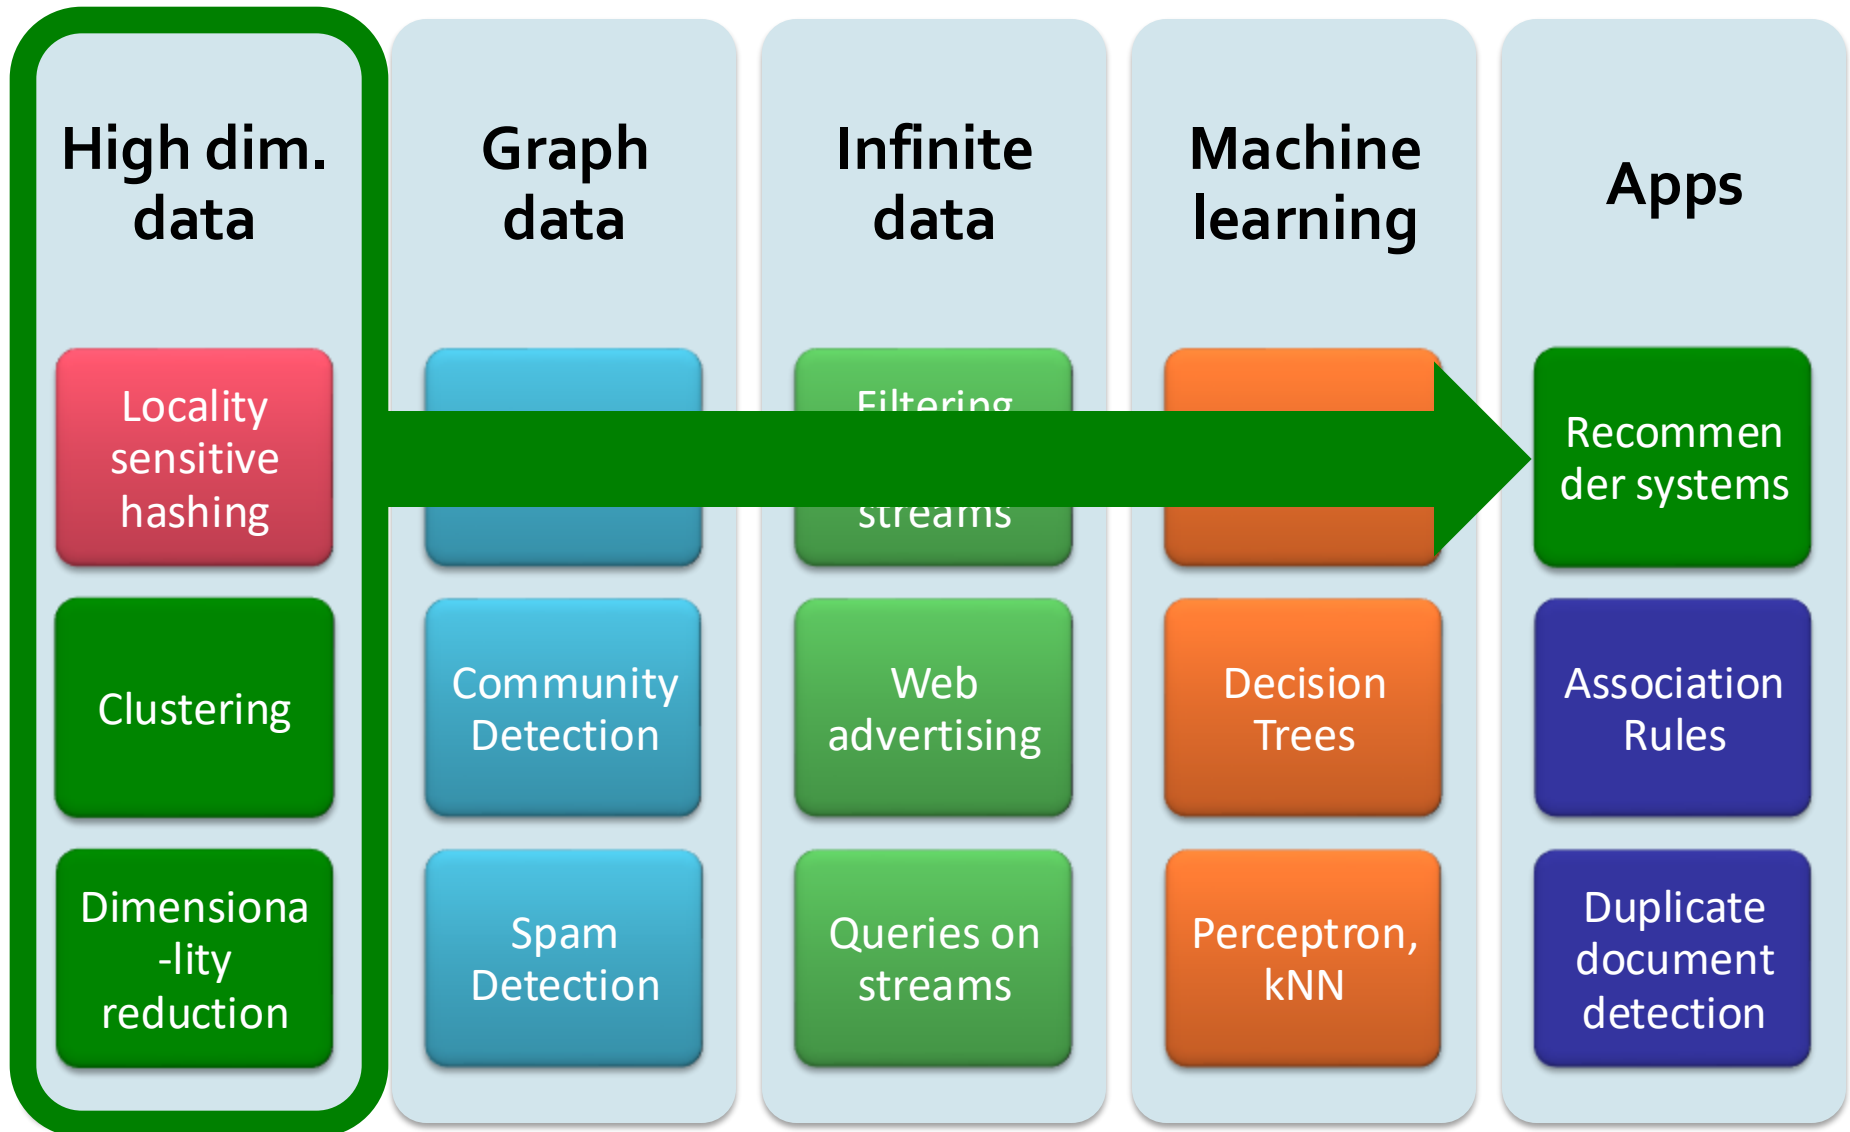 High dim.
data
Graph
data
Infinite
data
Machine
learning
Apps
Locality
sensitive
hashing
Filtering
streams
Recommen
der systems
Clustering
Community
Detection
Web
advertising
Decision
Trees
Association
Rules
Dimensiona
-lity
reduction
Spam
Detection
Queries on
streams
Perceptron,
kNN
Duplicate
document
detection